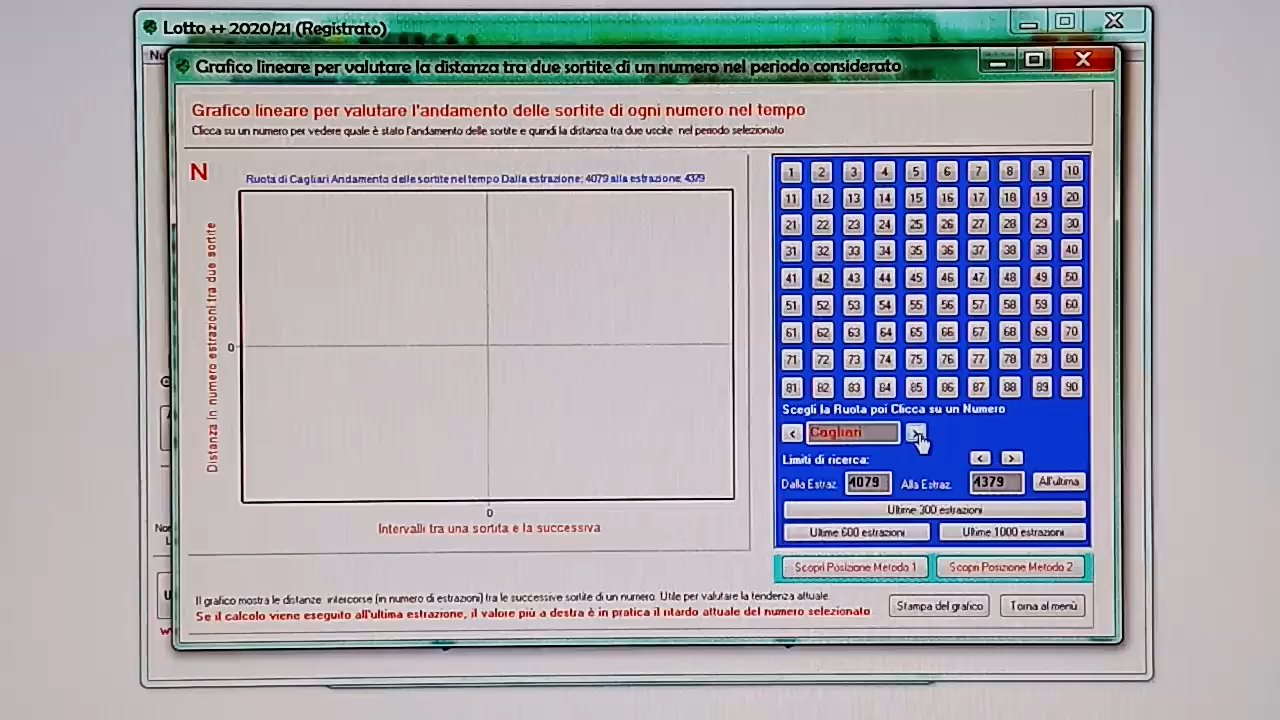 Lotto ++ 2020/21 (Registrato)
Nu
Grafico lineare per valutare la distanza tra due sortite di un numero nel periodo considerato
Grafico lineare per valutare l'andamento delle sortite di ogni numero nel tempo
Clicca su un numero per vedere quale è stato l'andamento delle sortite e quindi la distanza tra due uscite nel periodo selezionato
N
Ruota di Cagliari Andamento delle sortite nel tempo Dalla estrazione: 4079 alla estrazione: 4379
Distanza in numero estrazioni tra due sortite
0
0
Intervalli tra una sortita e la successiva
1 2 3 4 5 6 7 8 9 10
11 12 13 14 15 16 17 18 19 20
21 22 23 24 25 26 27 28 29 30
31 32 33 34 35 36 37 38 39 40
41 42 43 44 45 46 47 48 49 50
51 52 53 54 55 56 57 58 59 60
61 62 63 64 65 66 67 68 69 70
71 72 73 74 75 76 77 78 79 80
81 82 83 84 85 86 87 88 89 90
Scegli la Ruota poi Clicca su un Numero
< Cagliari >
Limiti di ricerca: < >
Dalla Estraz. 4079 Alla Estraz. 4379 All'ultima
Ultime 300 estrazioni
Ultime 600 estrazioni Ultime 1000 estrazioni
Scopri Posizione Metodo 1 Scopri Posizione Metodo 2
Il grafico mostra le distanze intercorse (in numero di estrazioni) tra le successive sortite di un numero. Utile per valutare la tendenza attuale.
Se il calcolo viene eseguito all'ultima estrazione, il valore più a destra è in pratica il ritardo attuale del numero selezionato
Stampa del grafico Torna al menù